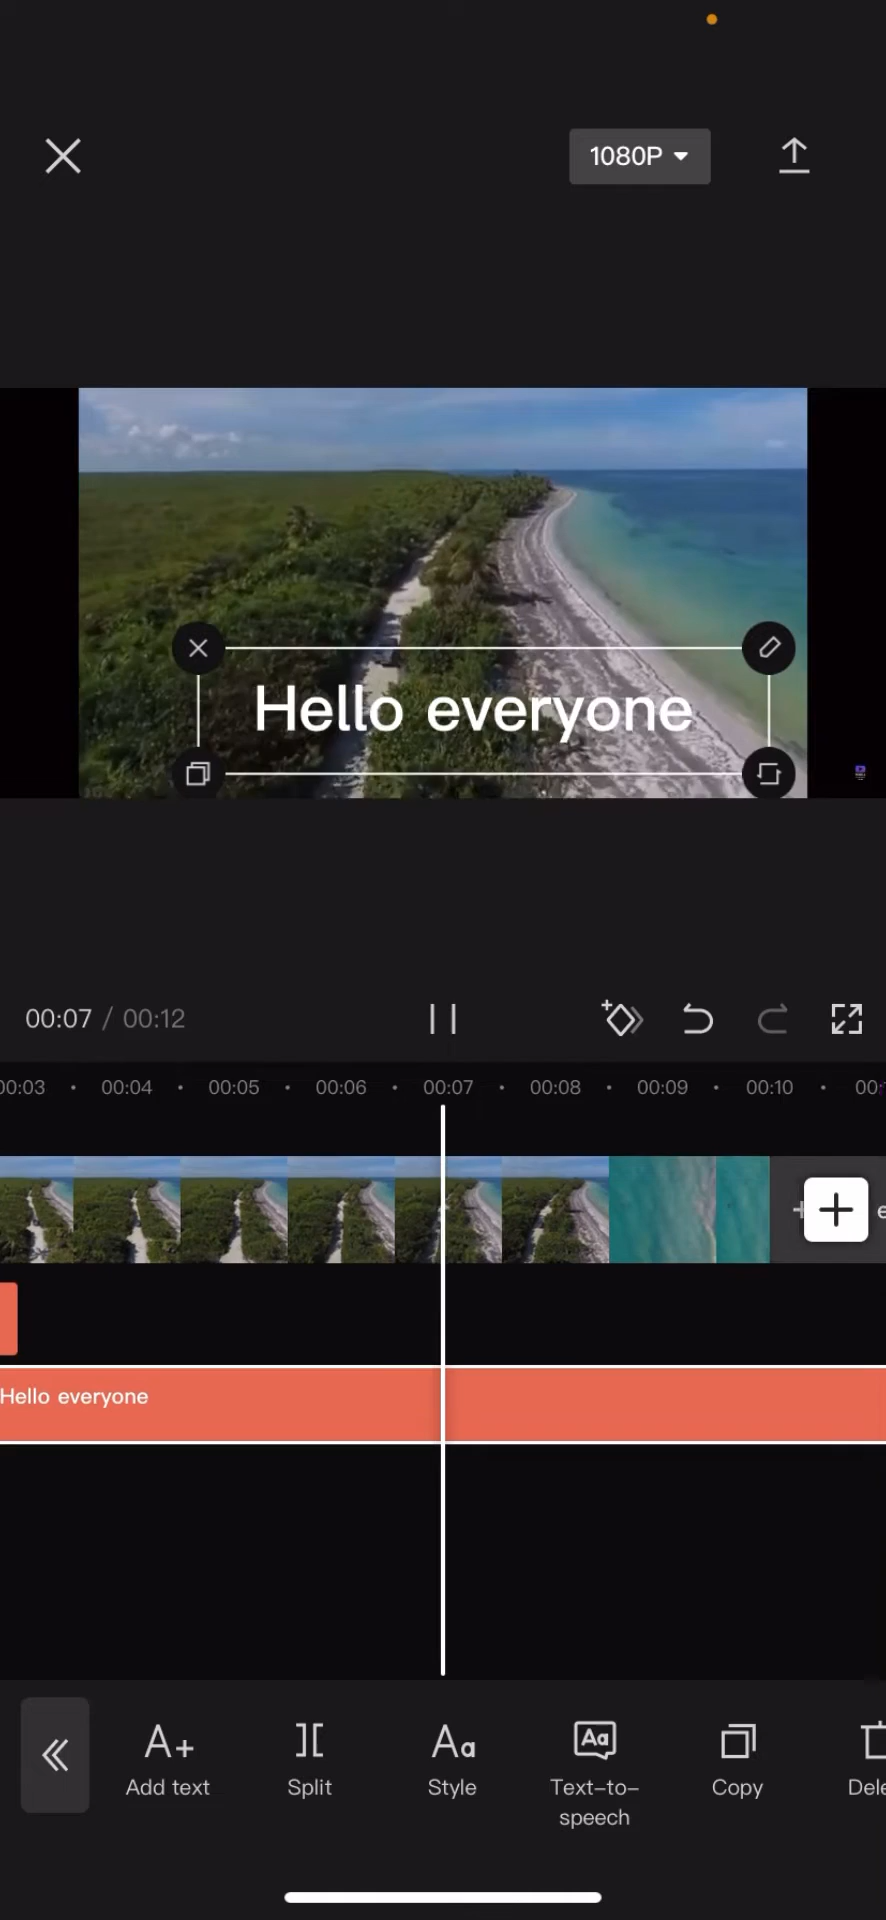 1080P
Hello everyone
00:07 / 00:12
00:03 00:04 00:05 00:06 00:07 00:08 00:09 00:10 00:
Hello everyone
Add text
Split
Style
Text-to-
speech
Copy
Dele